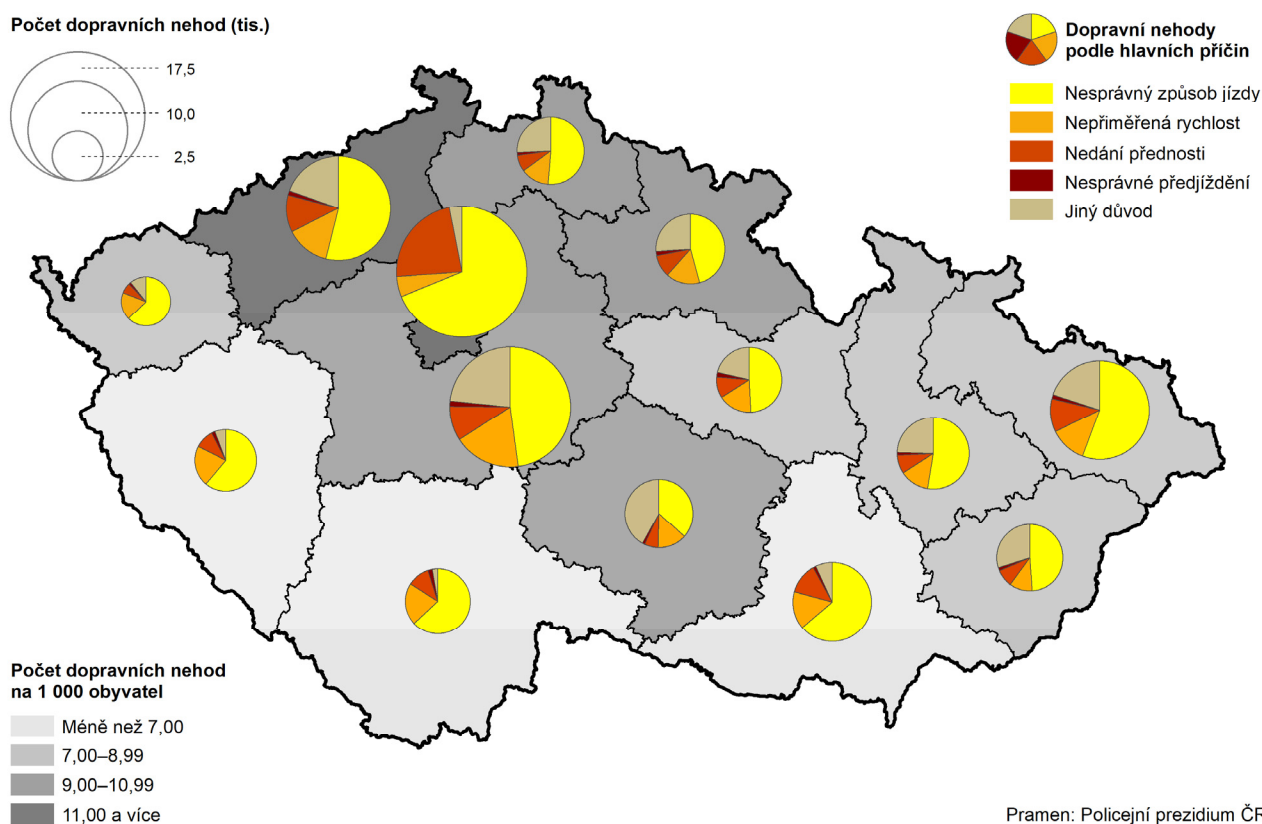 Počet dopravních nehod (tis.)
17,5
10,0
2,5
Dopravní nehody
podle hlavních příčin
Nesprávný způsob jízdy
Nepřiměřená rychlost
Nedání přednosti
Nesprávné předjíždění
Jiný důvod
Počet dopravních nehod
na 1 000 obyvatel
Méně než 7,00
7,00–8,99
9,00–10,99
11,00 a více
Pramen: Policejní prezidium ČR